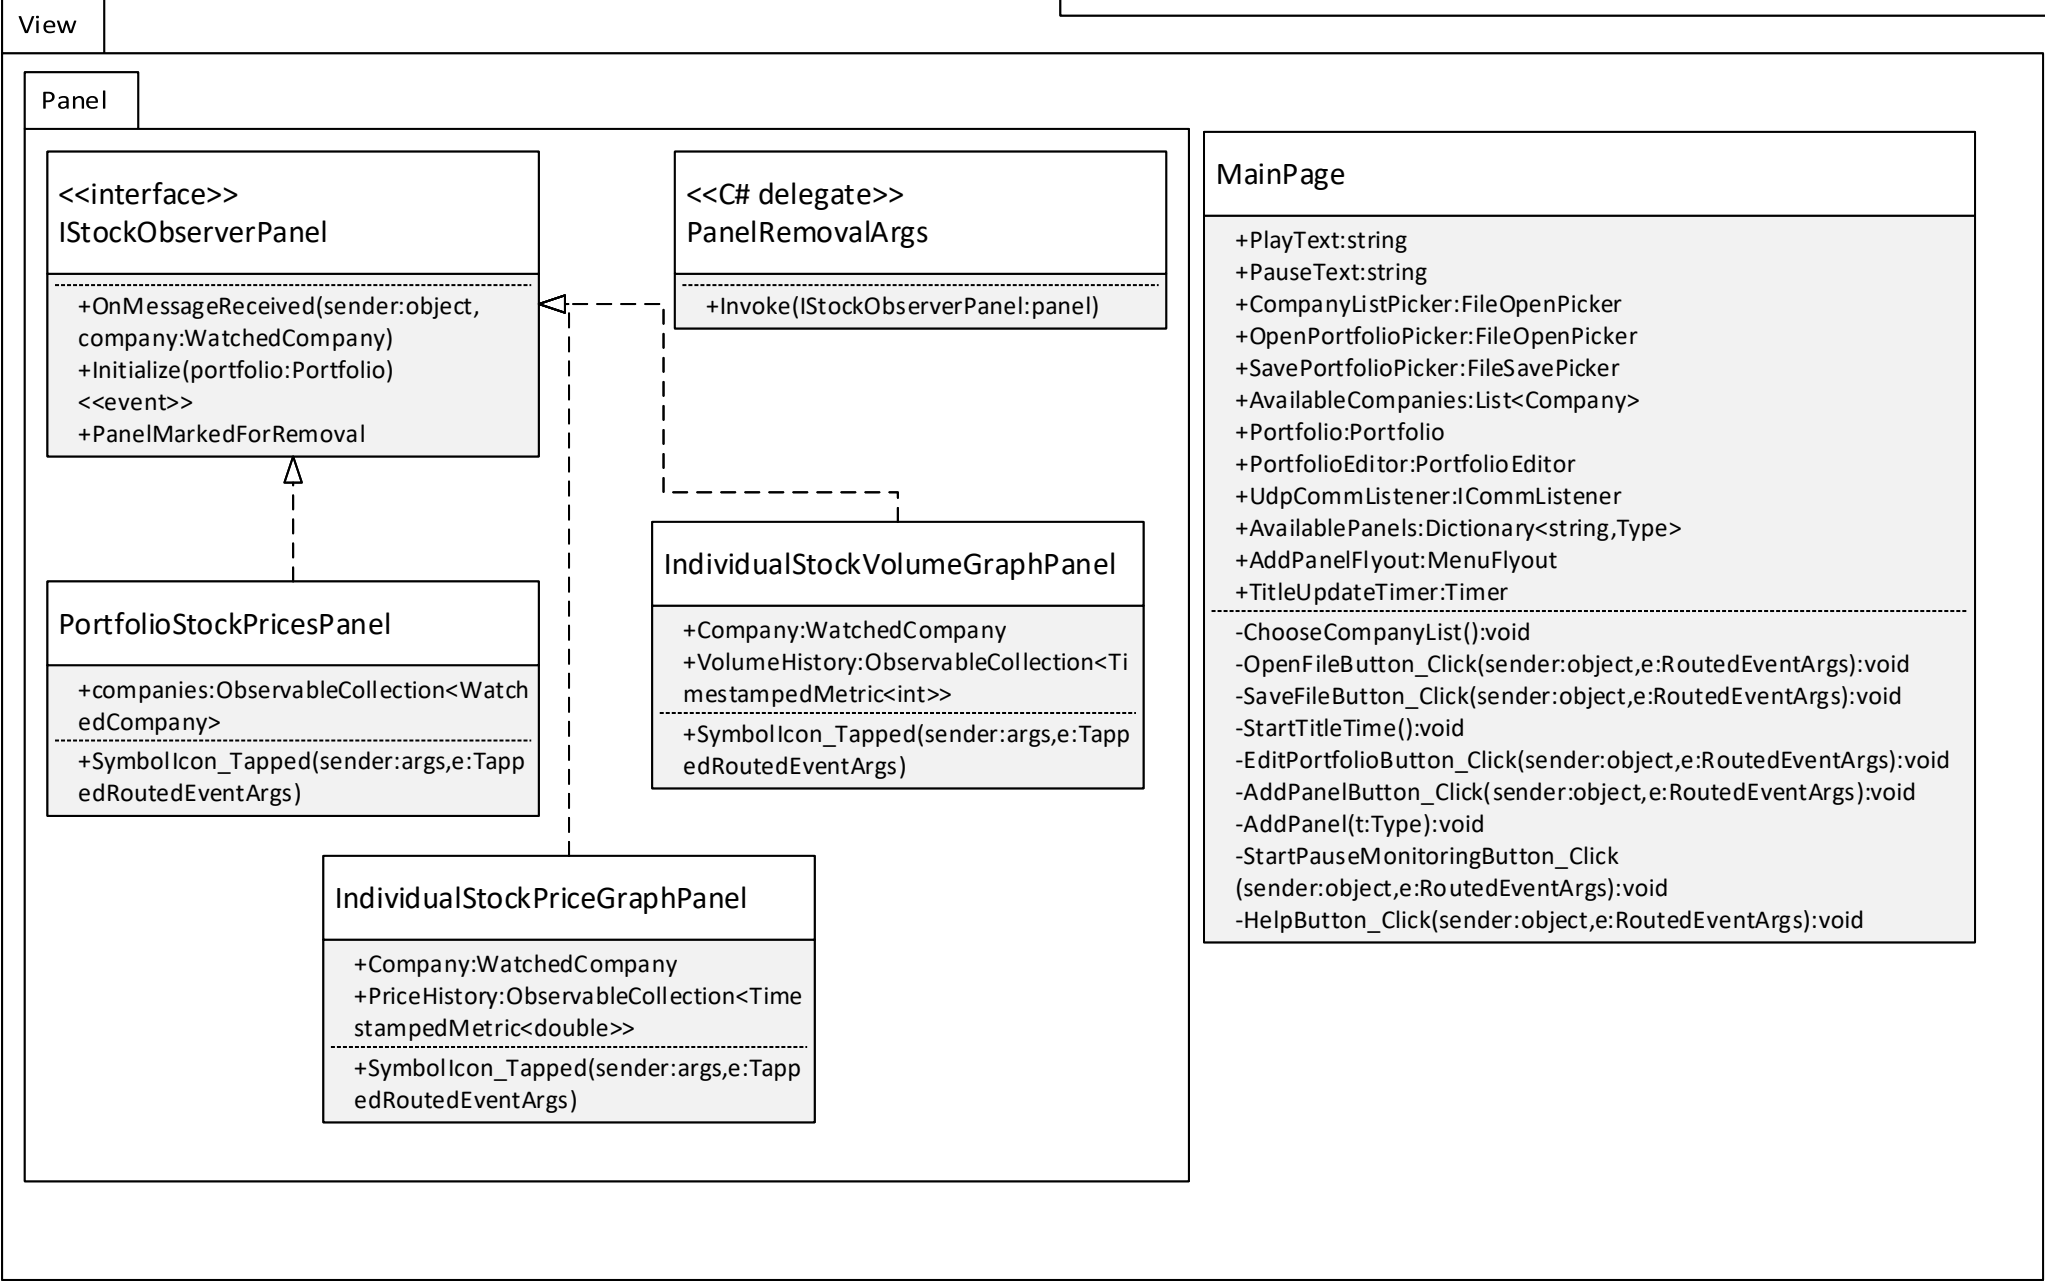 View
Panel
<<interface>>
IStockObserverPanel
+OnMessageReceived(sender:object,
company:WatchedCompany)
+Initialize(portfolio:Portfolio)
<<event>>
+PanelMarkedForRemoval
<<C# delegate>>
PanelRemovalArgs
+Invoke(IStockObserverPanel:panel)
PortfolioStockPricesPanel
+companies:ObservableCollection<Watch
edCompany>
+SymbolIcon_Tapped(sender:args,e:Tapp
edRoutedEventArgs)
IndividualStockVolumeGraphPanel
+Company:WatchedCompany
+VolumeHistory:ObservableCollection<Ti
mestampedMetric<int>>
+SymbolIcon_Tapped(sender:args,e:Tapp
edRoutedEventArgs)
IndividualStockPriceGraphPanel
+Company:WatchedCompany
+PriceHistory:ObservableCollection<Time
stampedMetric<double>>
+SymbolIcon_Tapped(sender:args,e:Tapp
edRoutedEventArgs)
MainPage
+PlayText:string
+PauseText:string
+CompanyListPicker:FileOpenPicker
+OpenPortfolioPicker:FileOpenPicker
+SavePortfolioPicker:FileSavePicker
+AvailableCompanies:List<Company>
+Portfolio:Portfolio
+PortfolioEditor:PortfolioEditor
+UdpCommListener:ICommListener
+AvailablePanels:Dictionary<string,Type>
+AddPanelFlyout:MenuFlyout
+TitleUpdateTimer:Timer
-ChooseCompanyList():void
-OpenFileButton_Click(sender:object,e:RoutedEventArgs):void
-SaveFileButton_Click(sender:object,e:RoutedEventArgs):void
-StartTitleTime():void
-EditPortfolioButton_Click(sender:object,e:RoutedEventArgs):void
-AddPanelButton_Click(sender:object,e:RoutedEventArgs):void
-AddPanel(t:Type):void
-StartPauseMonitoringButton_Click
(sender:object,e:RoutedEventArgs):void
-HelpButton_Click(sender:object,e:RoutedEventArgs):void